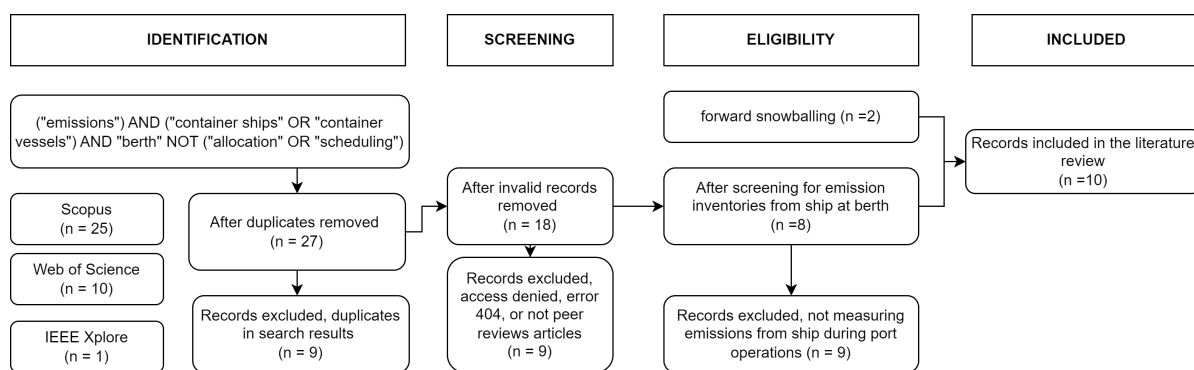 IDENTIFICATION
SCREENING
ELIGIBILITY
INCLUDED
("emissions") AND ("container ships" OR "container
vessels") AND "berth" NOT ("allocation" OR "scheduling")
Scopus
(n = 25)
Web of Science
(n = 10)
IEEE Xplore
(n = 1)
After duplicates removed
(n = 27)
Records excluded, duplicates
in search results
(n = 9)
After invalid records
removed
(n = 18)
Records excluded,
access denied, error
404, or not peer
reviews articles
(n = 9)
forward snowballing (n =2)
After screening for emission
inventories from ship at berth
(n =8)
Records excluded, not measuring
emissions from ship during port
operations (n = 9)
Records included in the literature
review
(n =10)